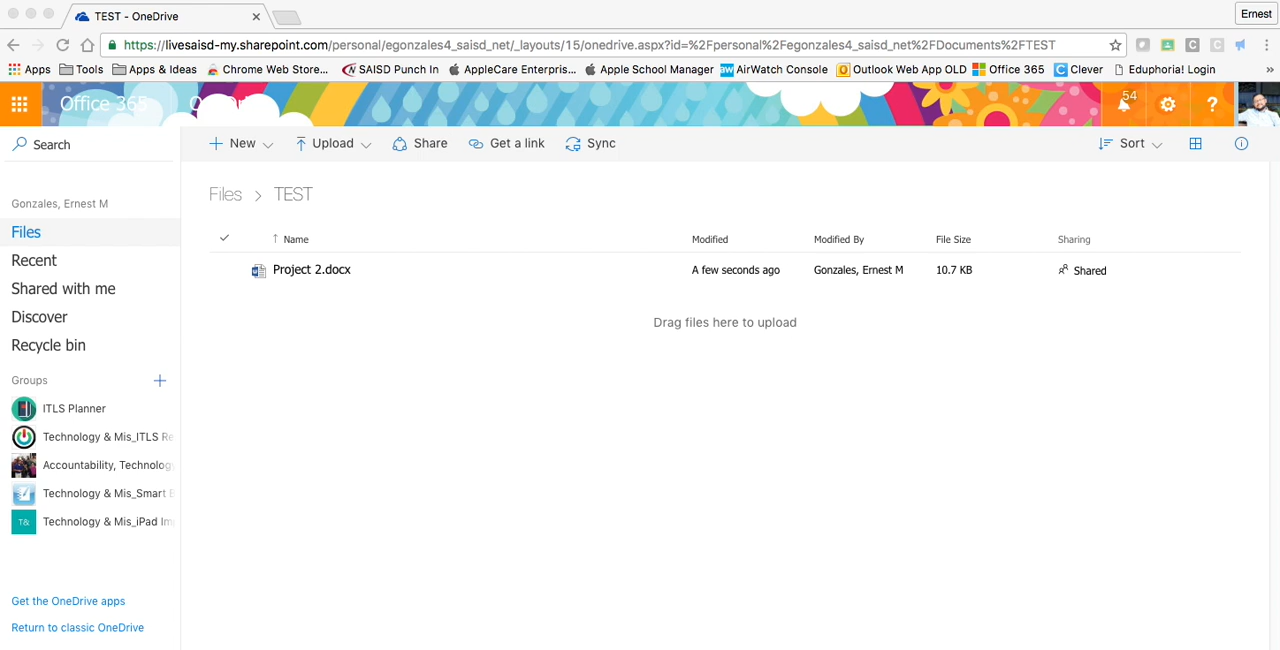 TEST - OneDrive
Ernest
https://livesaisd-my.sharepoint.com/personal/egonzales4_saisd_net/_layouts/15/onedrive.aspx?id=%2Fpersonal%2Fegonzales4_saisd_net%2FDocuments%2FTEST
Apps Tools Apps & Ideas Chrome Web Store... SAISD Punch In AppleCare Enterpris... Apple School Manager AirWatch Console Outlook Web App OLD Office 365 Clever Eduphoria! Login »
Office 365
54
?
Search
New Upload Share Get a link Sync Sort
Files > TEST
Gonzales, Ernest M
Files
Recent
Shared with me
Discover
Recycle bin
Groups
ITLS Planner
Technology & Mis_ITLS Re
Accountability, Technology
Technology & Mis_Smart B
T& Technology & Mis_iPad Im
Get the OneDrive apps
Return to classic OneDrive
Name Modified Modified By File Size Sharing
Project 2.docx A few seconds ago Gonzales, Ernest M 10.7 KB Shared
Drag files here to upload